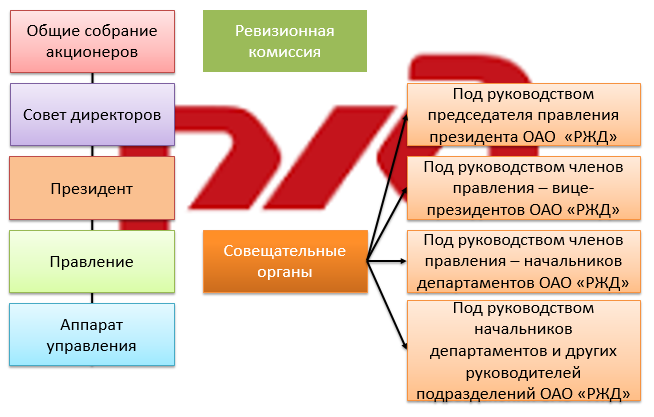 Общие собрание
акционеров
Ревизионная
комиссия
Совет директоров
Президент
Правление
Аппарат
управления
Совещательные
органы
Под руководством
председателя правления
президента ОАО «РЖД»
Под руководством членов
правления – вице-
президентов ОАО «РЖД»
Под руководством членов
правления – начальников
департаментов ОАО «РЖД»
Под руководством
начальников
департаментов и других
руководителей
подразделений ОАО «РЖД»